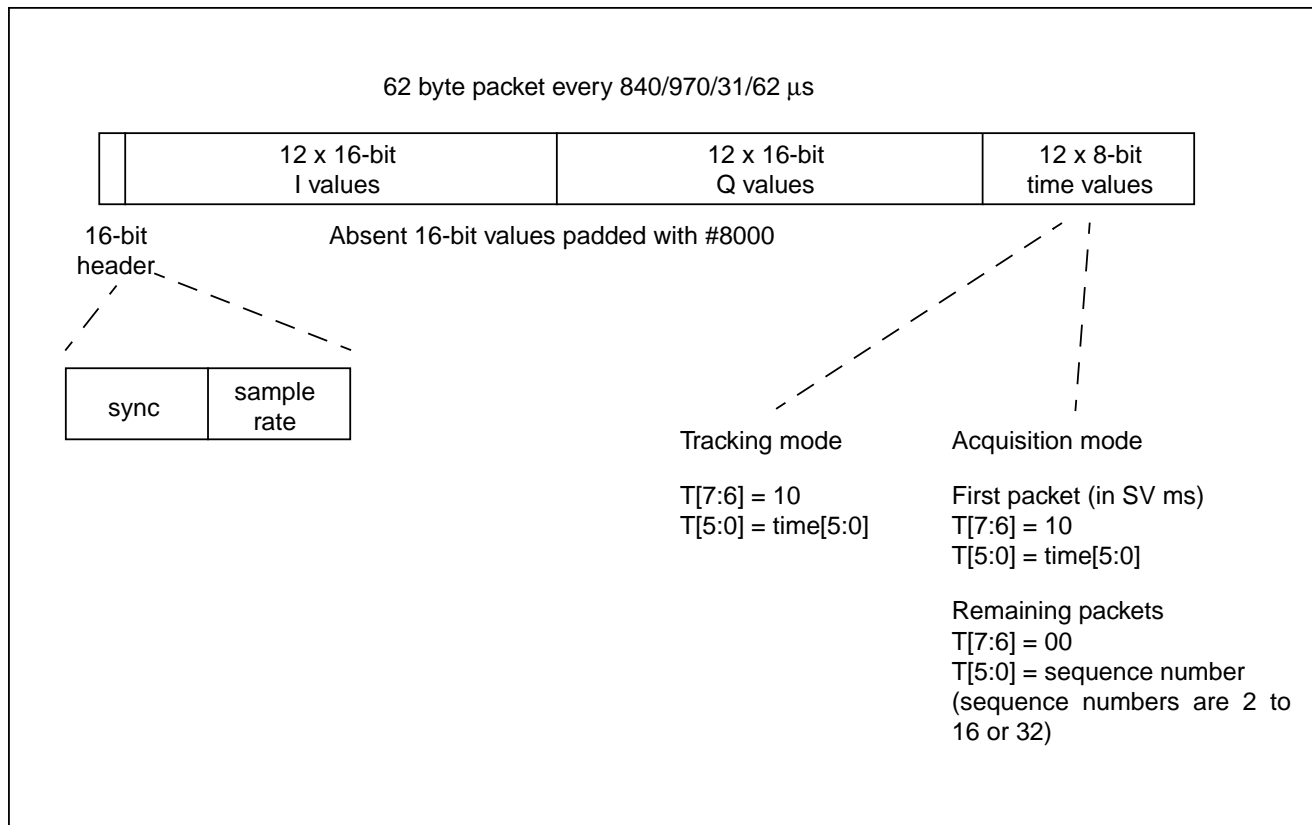 62 byte packet every 840/970/31/62 μs
12 x 16-bit
I values
12 x 16-bit
Q values
12 x 8-bit
time values
16-bit
header
Absent 16-bit values padded with #8000
sync
sample
rate
Tracking mode
T[7:6] = 10
T[5:0] = time[5:0]
Acquisition mode
First packet (in SV ms)
T[7:6] = 10
T[5:0] = time[5:0]
Remaining packets
T[7:6] = 00
T[5:0] = sequence number
(sequence numbers are 2 to
16 or 32)